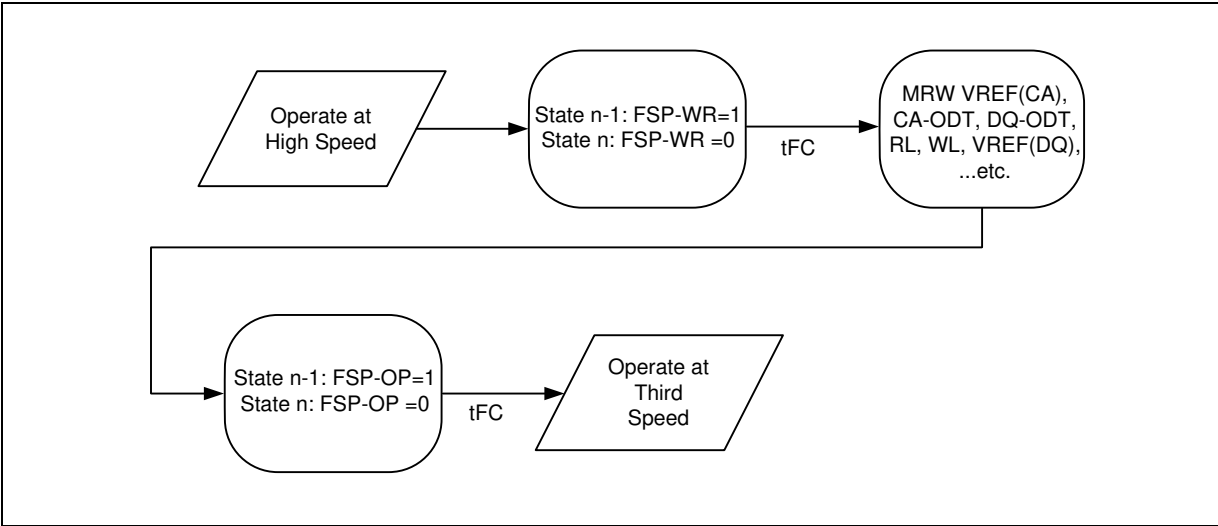 Operate at
High Speed
State n-1: FSP-WR=1
State n: FSP-WR =0
tFC
MRW VREF(CA),
CA-ODT, DQ-ODT,
RL, WL, VREF(DQ),
...etc.
State n-1: FSP-OP=1
State n: FSP-OP =0
tFC
Operate at
Third
Speed